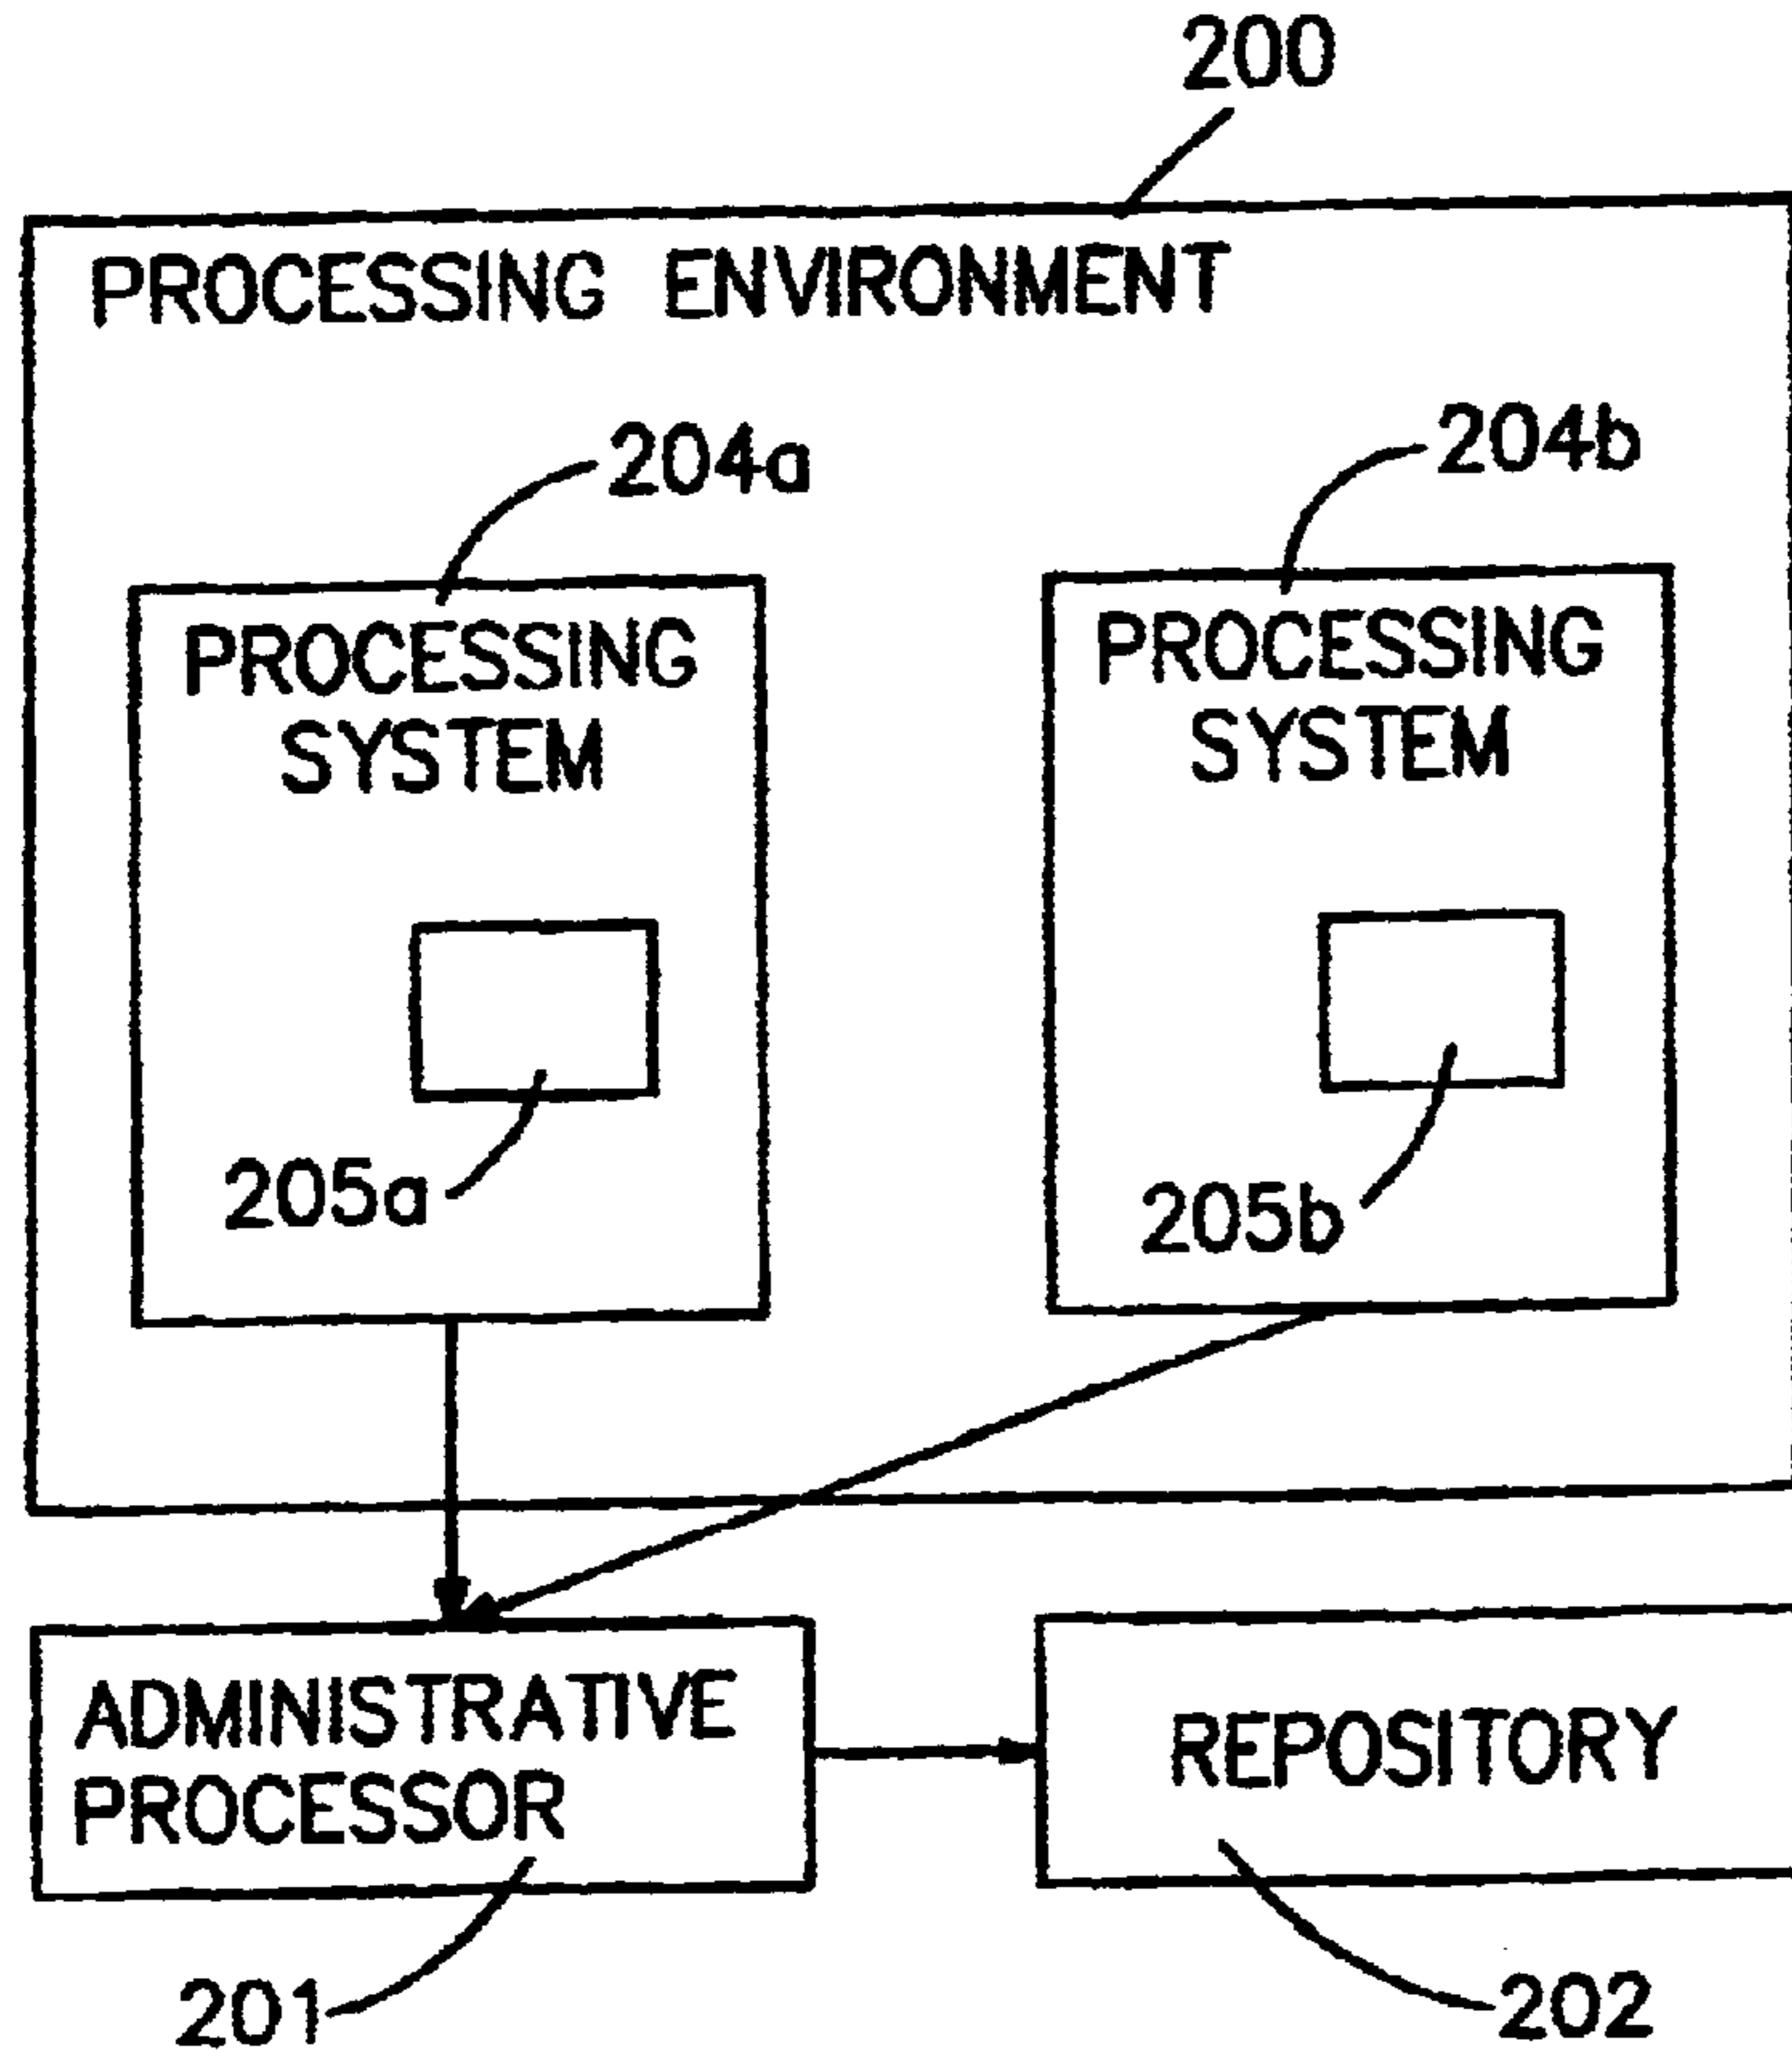 200
PROCESSING ENVIRONMENT
204a
204b
PROCESSING
SYSTEM
205a
PROCESSING
SYSTEM
205b
ADMINISTRATIVE
PROCESSOR
REPOSITORY
201
202